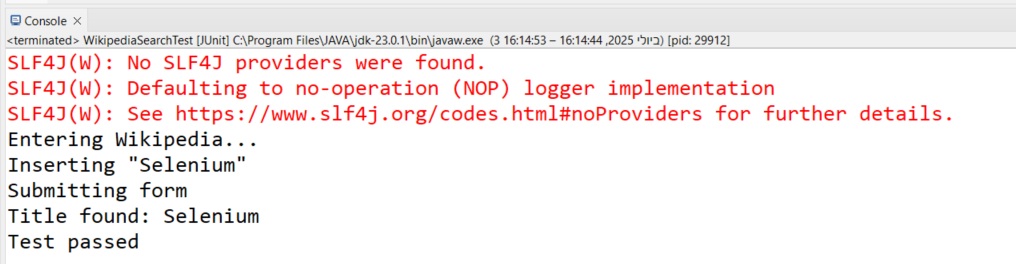 Console
<terminated> WikipediaSearchTest [JUnit] C:\Program Files\JAVA\jdk-23.0.1\bin\javaw.exe (3 ביולי 2025, 16:14:44 – 16:14:53) [pid: 29912]
SLF4J(W): No SLF4J providers were found.
SLF4J(W): Defaulting to no-operation (NOP) logger implementation
SLF4J(W): See https://www.slf4j.org/codes.html#noProviders for further details.
Entering Wikipedia...
Inserting "Selenium"
Submitting form
Title found: Selenium
Test passed